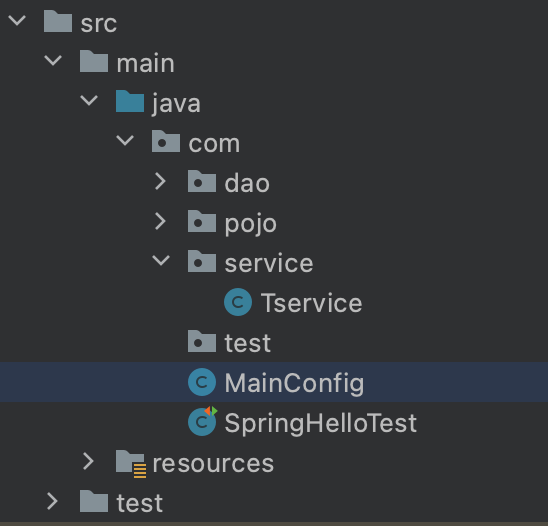 src
main
java
com
dao
pojo
service
Tservice
test
MainConfig
SpringHelloTest
resources
test